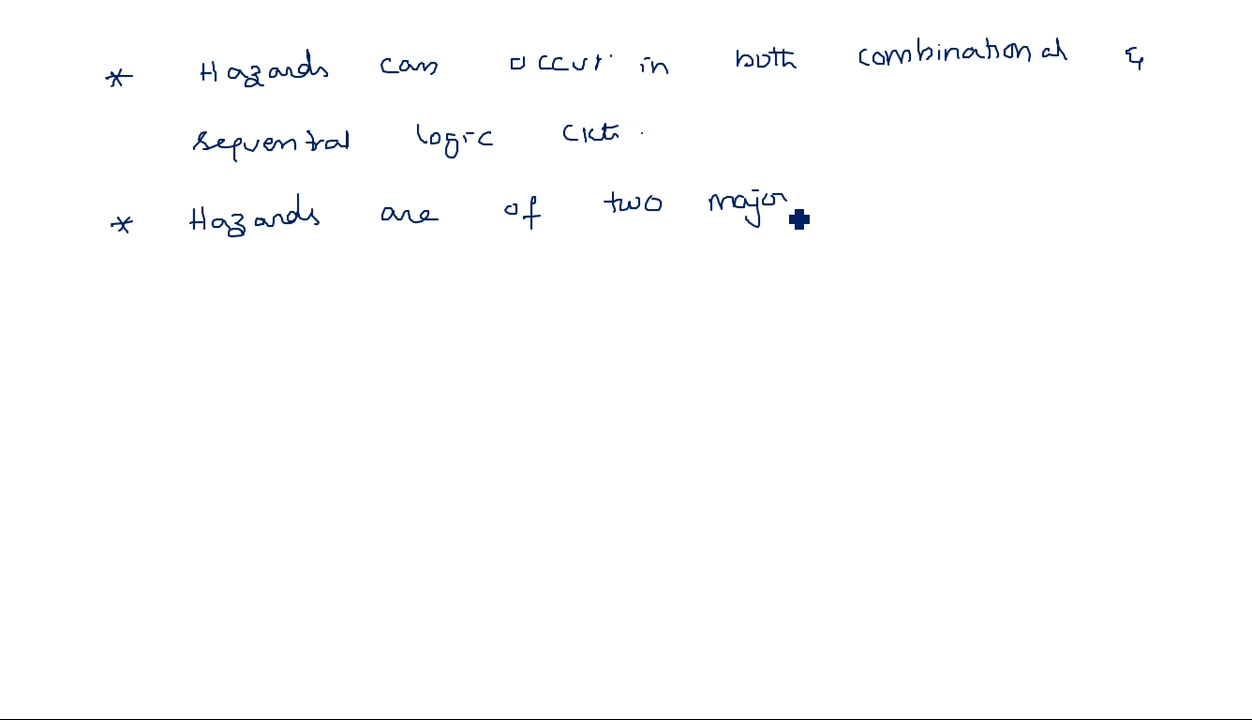 * Hazards can occur in both combinational &
sequential logic ckts.
* Hazards are of two major